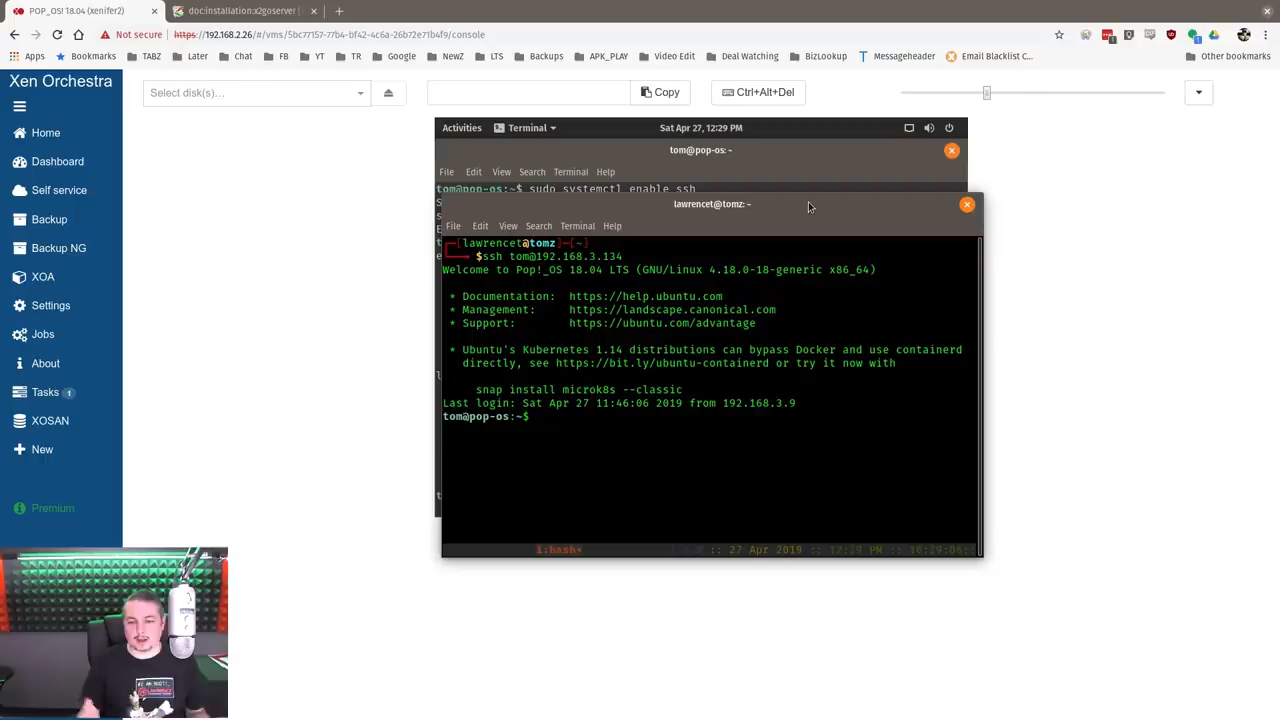 POP_OS! 18.04 (xenifer2)
doc:installation:x2goserver [
Not secure
https://192.168.2.26/#/vms/5bc77157-77b4-bf42-4c6a-26b72e71b4f9/console
Apps
Bookmarks
TABZ
Later
Chat
FB
YT
TR
Google
NewZ
LTS
Backups
APK_PLAY
Video Edit
Deal Watching
BizLookup
Messageheader
Email Blacklist C...
Other bookmarks
Xen Orchestra
Home
Dashboard
Self service
Backup
Backup NG
XOA
Settings
Jobs
About
Tasks 1
XOSAN
New
Premium
Select disk(s)...
Copy
Ctrl+Alt+Del
Activities
Terminal
Sat Apr 27, 12:29 PM
tom@pop-os: ~
File Edit View Search Terminal Help
tom@pop-os:~$ sudo systemctl enable ssh
lawrencet@tomz: ~
File Edit View Search Terminal Help
[lawrencet@tomz]-[~]
$ssh tom@192.168.3.134
Welcome to Pop!_OS 18.04 LTS (GNU/Linux 4.18.0-18-generic x86_64)
* Documentation: https://help.ubuntu.com
* Management: https://landscape.canonical.com
* Support: https://ubuntu.com/advantage
* Ubuntu's Kubernetes 1.14 distributions can bypass Docker and use containerd
directly, see https://bit.ly/ubuntu-containerd or try it now with
snap install microk8s --classic
Last login: Sat Apr 27 11:46:06 2019 from 192.168.3.9
tom@pop-os:~$
1:bash*
:: 27 Apr 2019 :: 12:29 PM :: 16:29:06::